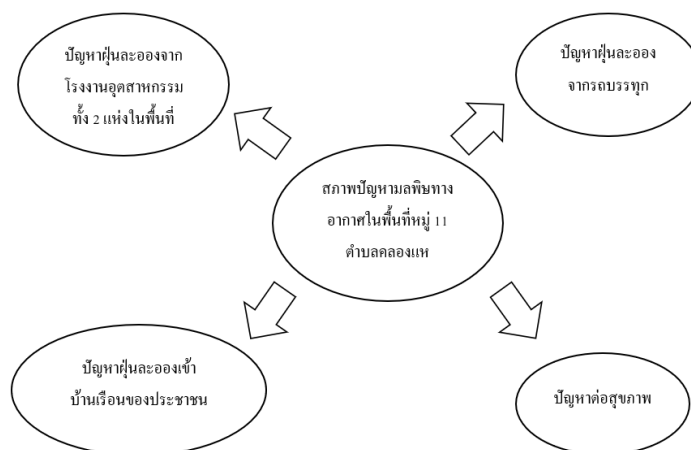 ปัญหาฝุ่นละอองจาก
โรงงานอุตสาหกรรม
ทั้ง 2 แห่งในพื้นที่
ปัญหาฝุ่นละออง
จากรถบรรทุก
สภาพปัญหามลพิษทาง
อากาศในพื้นที่หมู่ 11
ตำบลคลองแห
ปัญหาฝุ่นละอองเข้า
บ้านเรือนของประชาชน
ปัญหาต่อสุขภาพ